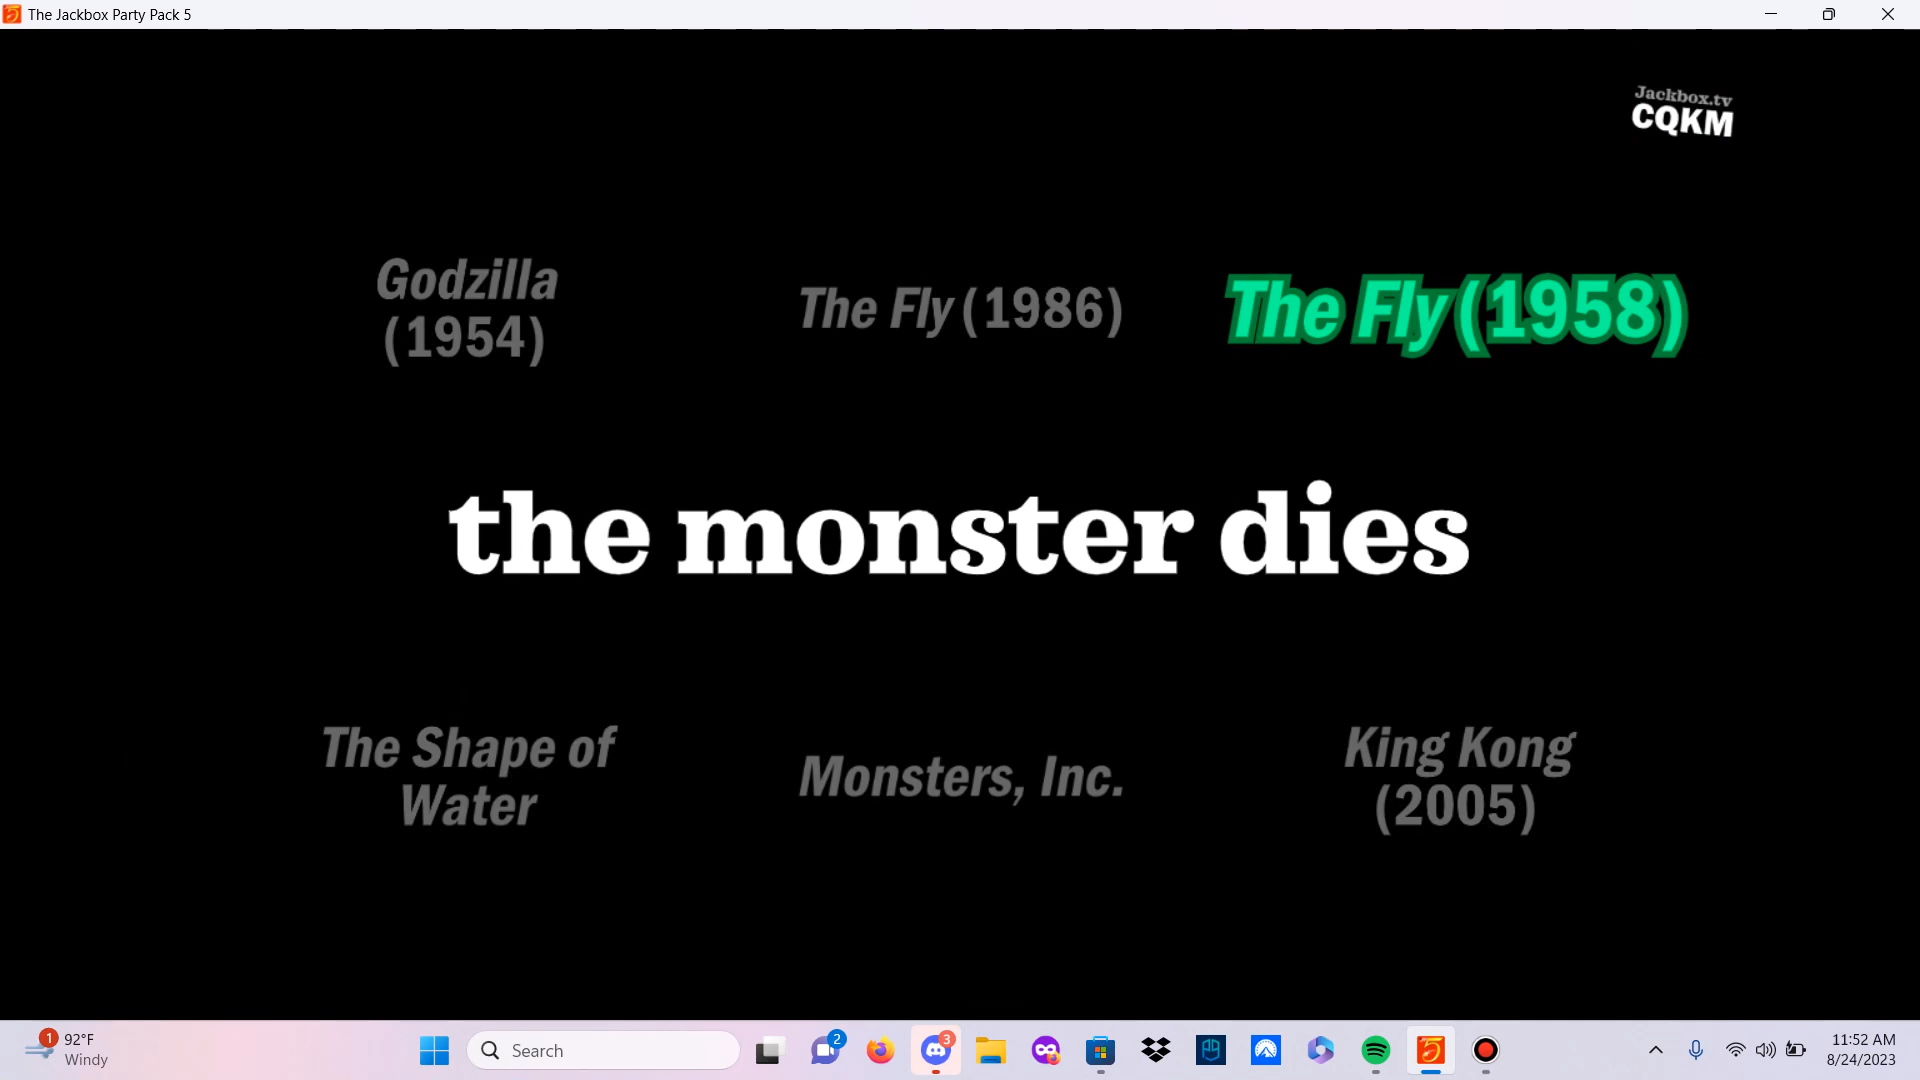 The Jackbox Party Pack 5
Jackbox.tv
CQKM
Godzilla
(1954)
The Fly (1986)
The Fly (1958)
the monster dies
The Shape of
Water
Monsters, Inc.
King Kong
(2005)
1
92°F
Windy
Search
2
3
11:52 AM
8/24/2023